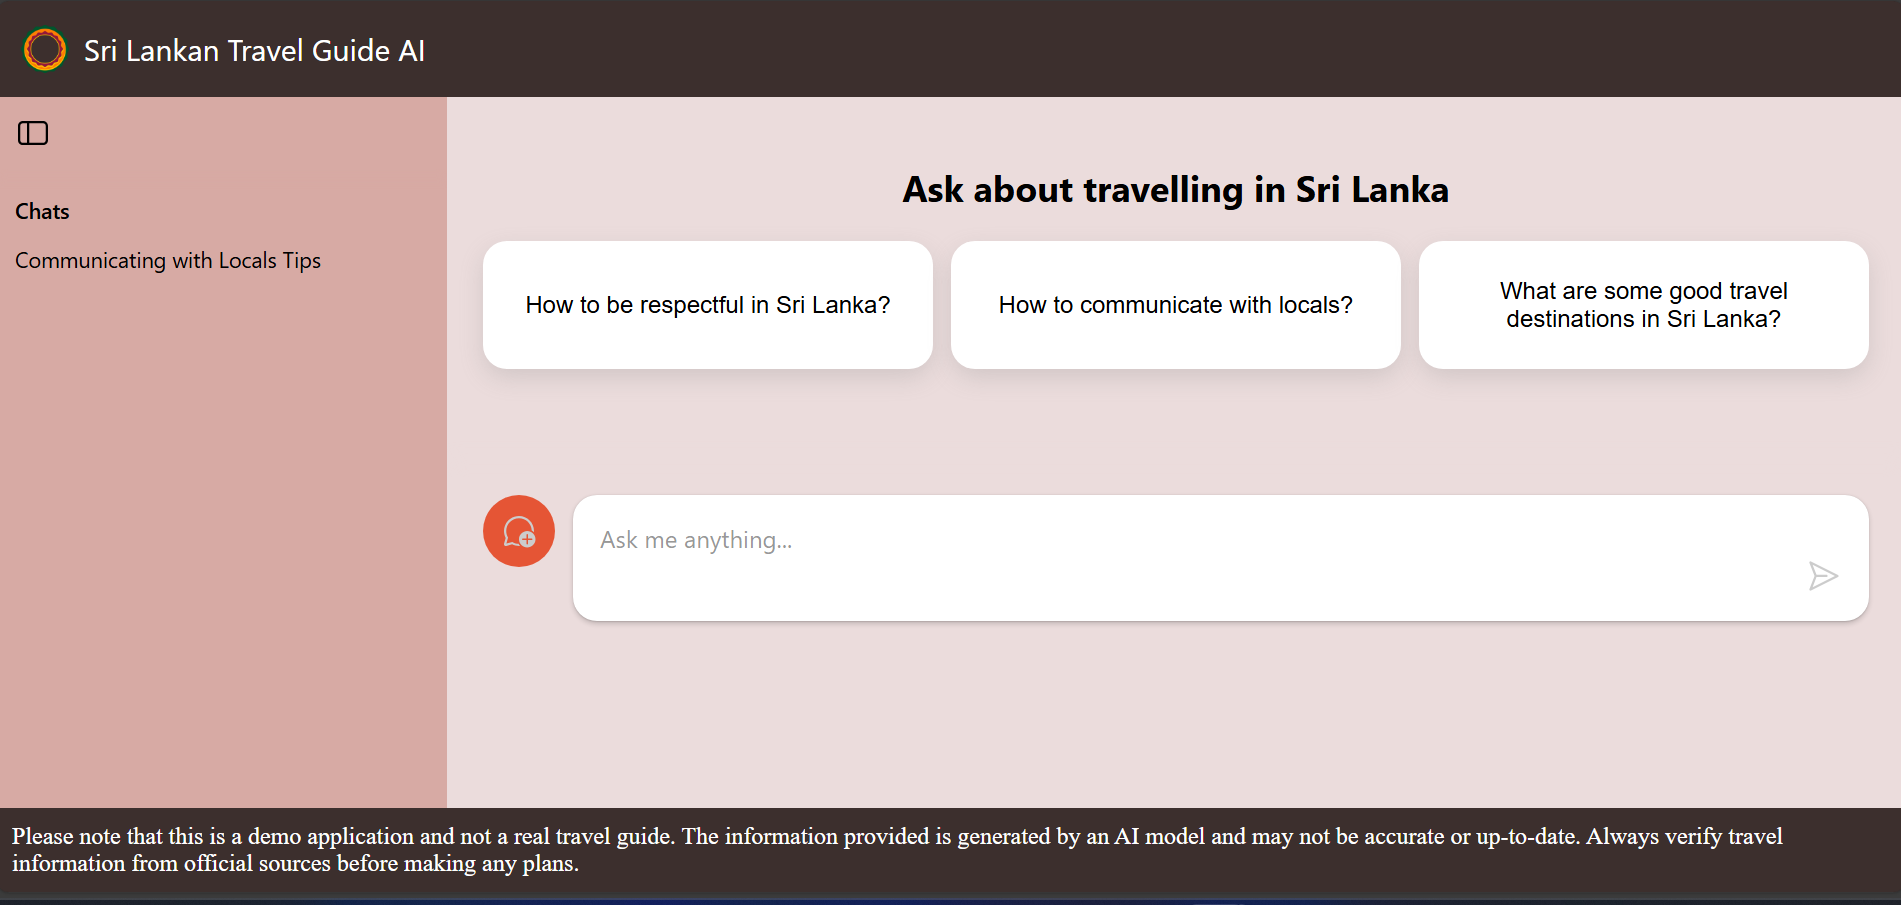 Sri Lankan Travel Guide AI
Chats
Communicating with Locals Tips
Ask about travelling in Sri Lanka
How to be respectful in Sri Lanka?
How to communicate with locals?
What are some good travel
destinations in Sri Lanka?
Ask me anything...
Please note that this is a demo application and not a real travel guide. The information provided is generated by an AI model and may not be accurate or up-to-date. Always verify travel
information from official sources before making any plans.